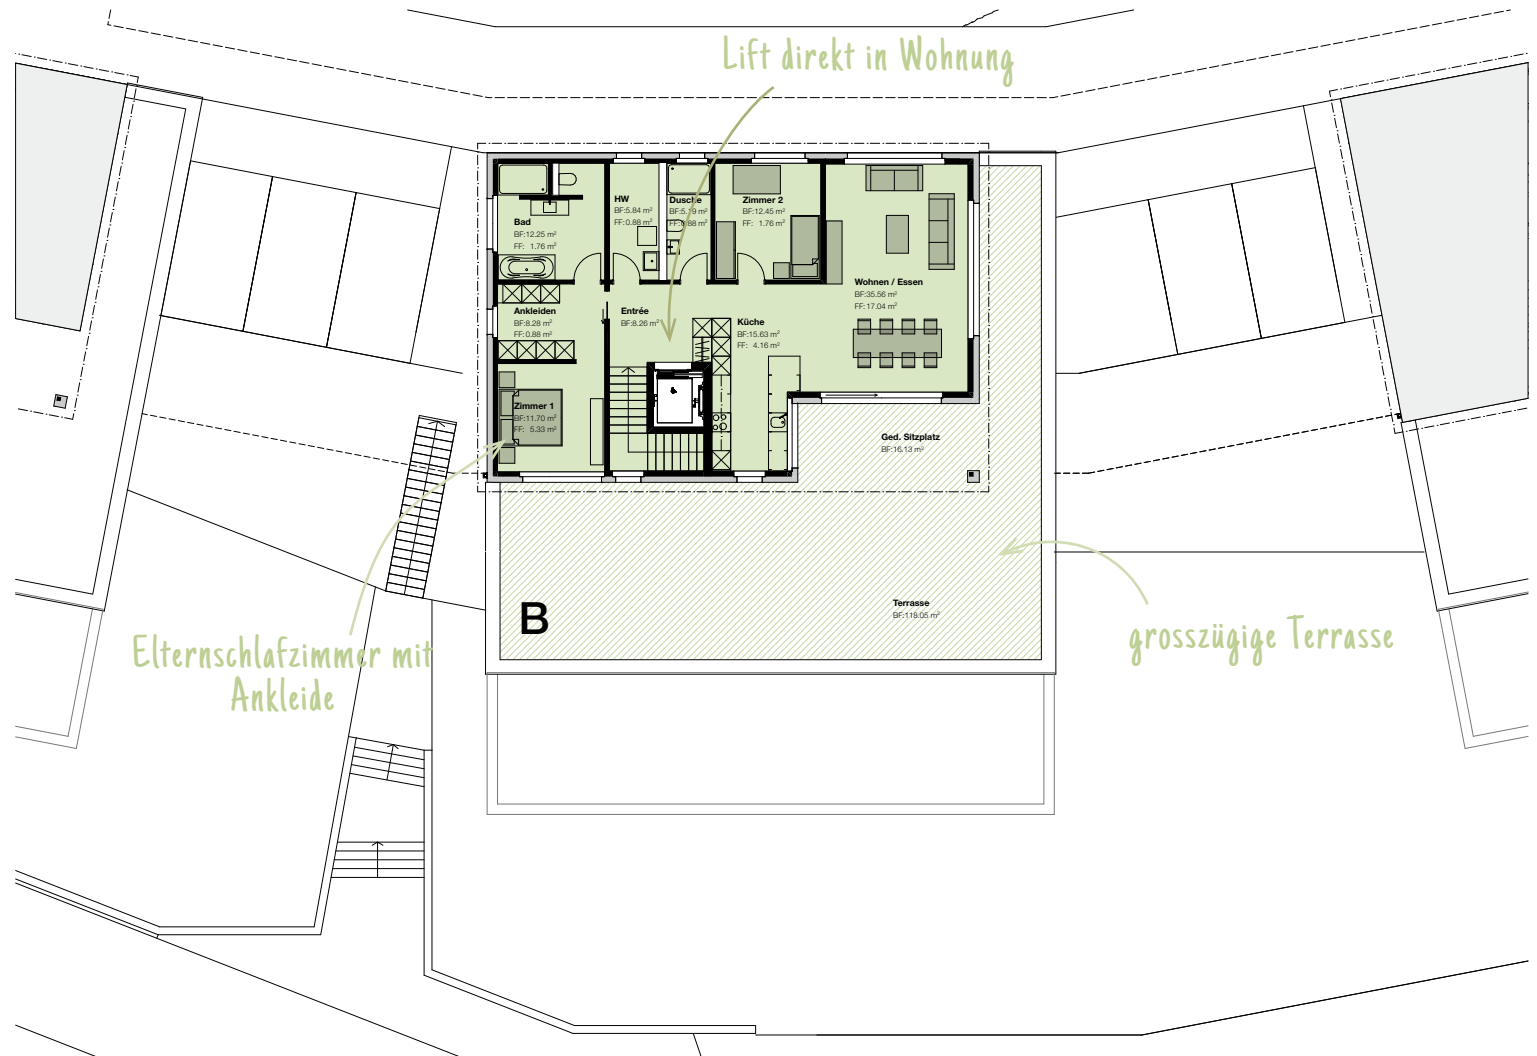 Lift direkt in Wohnung
HW
BF:5.84 m²
FF:0.88 m²
Dusche
FF:0.88 m²
Zimmer 2
BF:12.45 m²
FF: 1.76 m²
Bad
BF:12.25 m²
FF: 1.76 m²
Wohnen / Essen
BF:35.56 m²
FF:17.04 m²
Ankleiden
BF:8.28 m²
FF:0.88 m²
Entrée
BF:8.26 m²
Küche
BF:15.63 m²
FF: 4.16 m²
Zimmer 1
BF:11.70 m²
FF: 5.33 m²
Ged. Sitzplatz
BF:16.13 m²
B
Terrasse
BF:118.05 m²
Elternschlafzimmer mit
Ankleide
grosszügige Terrasse